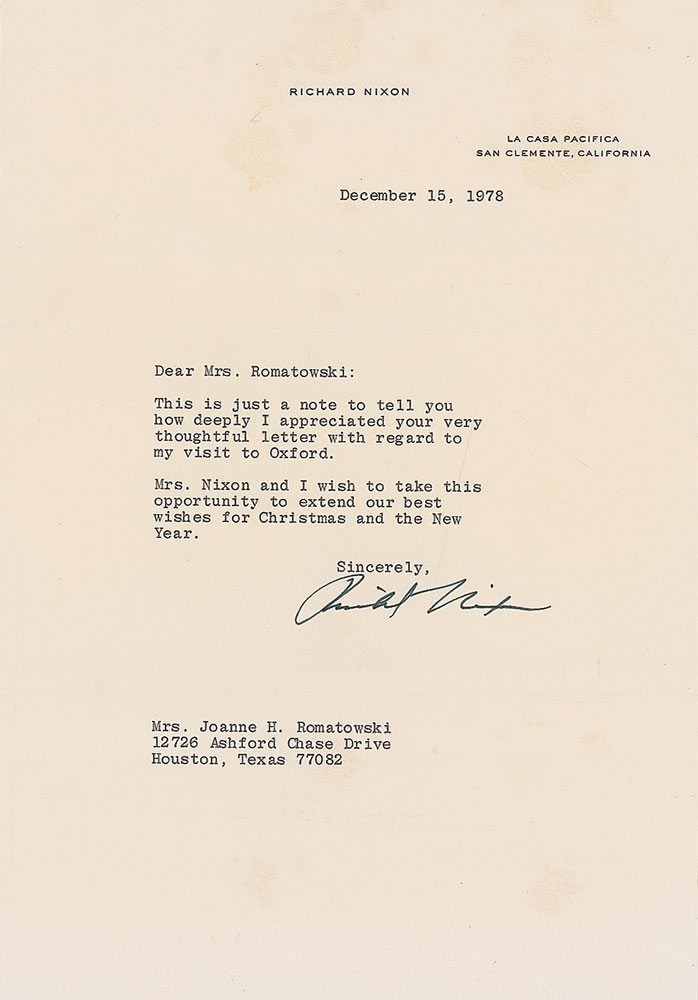 RICHARD NIXON
LA CASA PACIFICA
SAN CLEMENTE, CALIFORNIA
December 15, 1978
Dear Mrs. Romatowski:
This is just a note to tell you
how deeply I appreciated your very
thoughtful letter with regard to
my visit to Oxford.
Mrs. Nixon and I wish to take this
opportunity to extend our best
wishes for Christmas and the New
Year.
Sincerely,
Richard Nixon
Mrs. Joanne H. Romatowski
12726 Ashford Chase Drive
Houston, Texas 77082